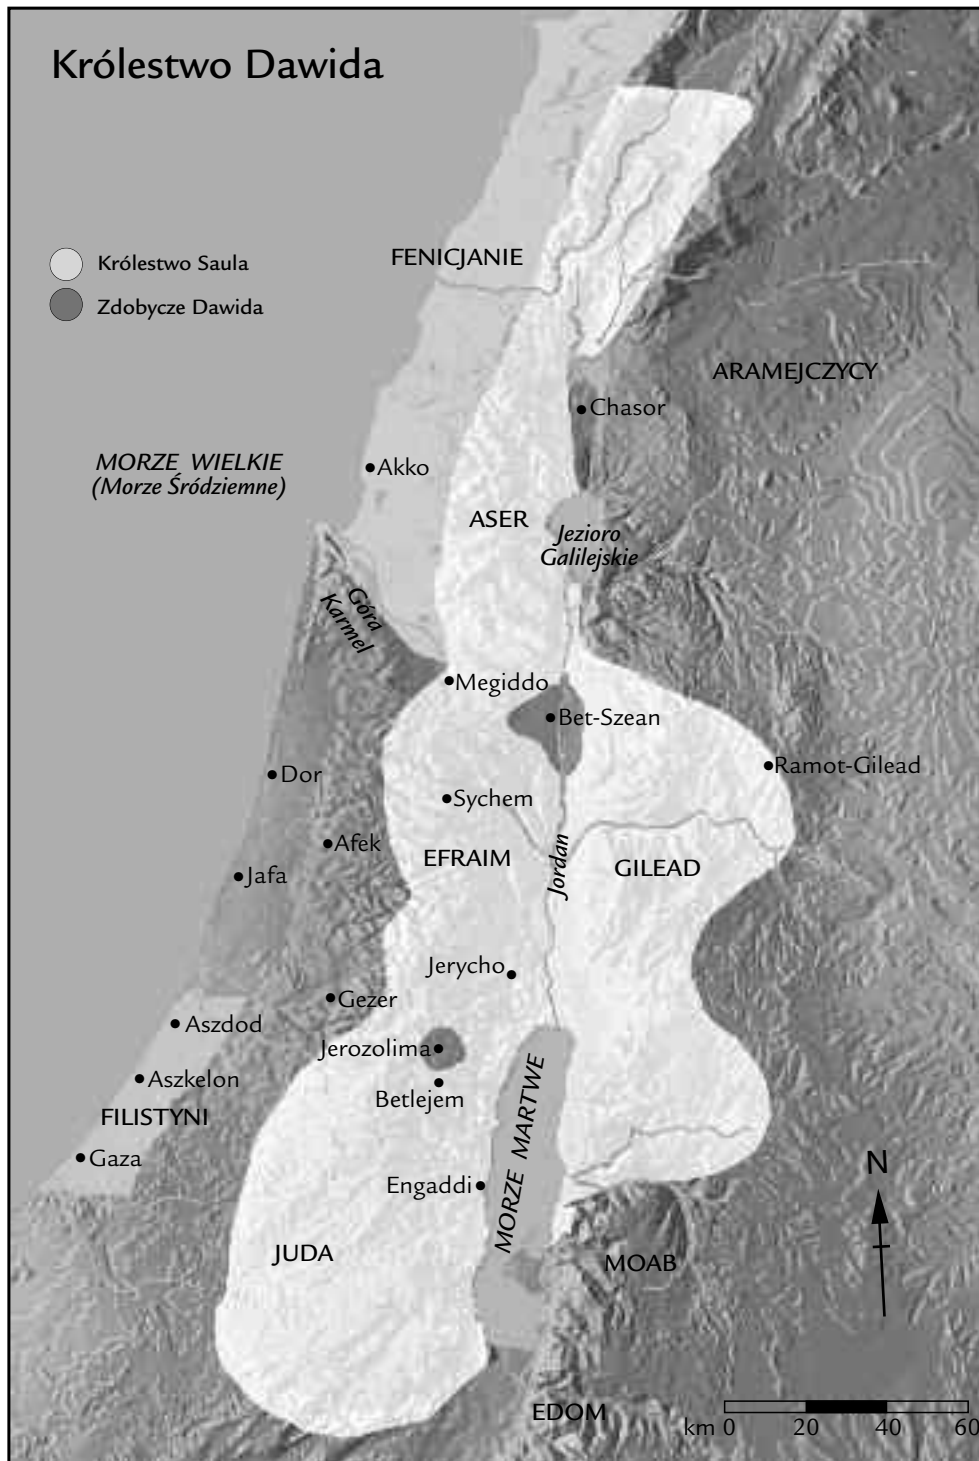 Królestwo Dawida
Królestwo Saula
Zdobycze Dawida
FENICJANIE
ARAMEJCZYCY
Chasor
MORZE WIELKIE
(Morze Śródziemne)
Akko
ASER
Jezioro
Galilejskie
Góra
Karmel
Megiddo
Bet-Szean
Ramot-Gilead
Dor
Sychem
Afek
EFRAIM
Jordan
GILEAD
Jafa
Jerycho
Gezer
Aszdod
Jerozolima
Aszkelon
Betlejem
FILISTYNI
MORZE MARTWE
Gaza
Engaddi
N
JUDA
MOAB
EDOM
km 0 20 40 60